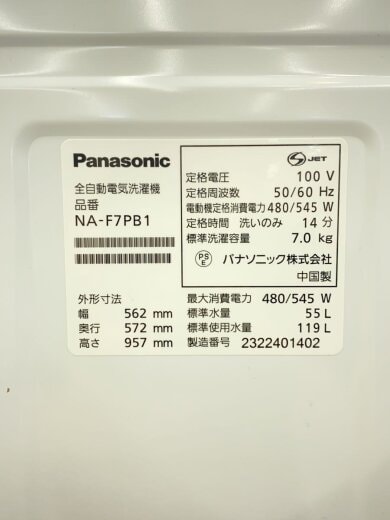 Panasonic
全自動電気洗濯機
品番
NA-F7PB1
JET
定格電圧 100 V
定格周波数 50/60 Hz
電動機定格消費電力 480/545 W
定格時間 洗いのみ 14 分
標準洗濯容量 7.0 kg
PSE パナソニック株式会社
中国製
外形寸法
幅 562 mm
奥行 572 mm
高さ 957 mm
最大消費電力 480/545 W
標準水量 55 L
標準使用水量 119 L
製造番号 2322401402